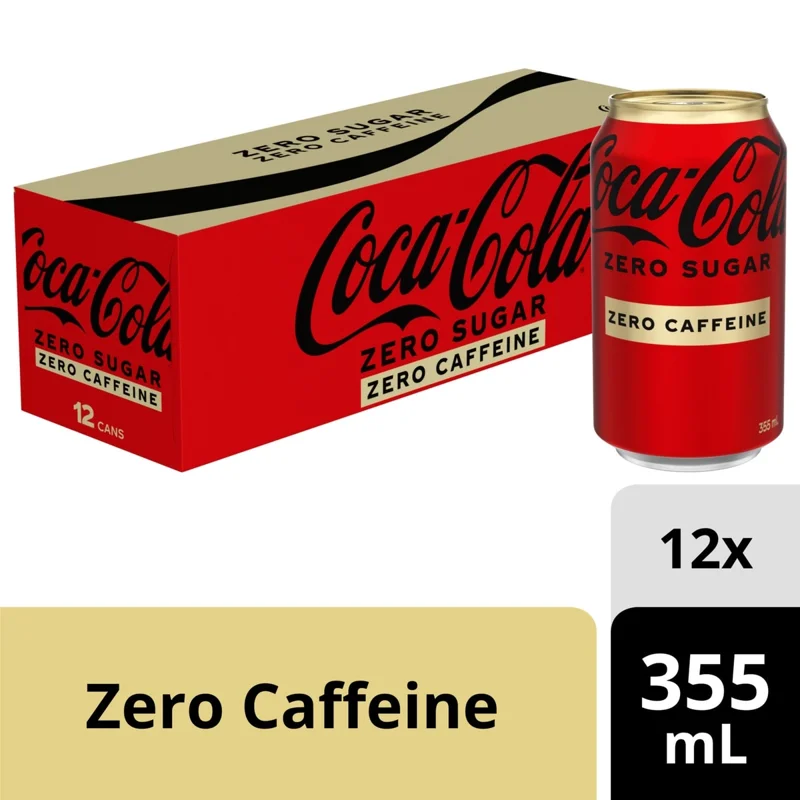 ZERO SUGAR
ZERO CAFFEINE
Coca-Cola
ZERO SUGAR
ZERO CAFFEINE
12 CANS
Coca-Cola
ZERO SUGAR
ZERO CAFFEINE
Coca-Cola
ZERO SUGAR
ZERO CAFFEINE
355 mL
12x
Zero Caffeine
355
mL